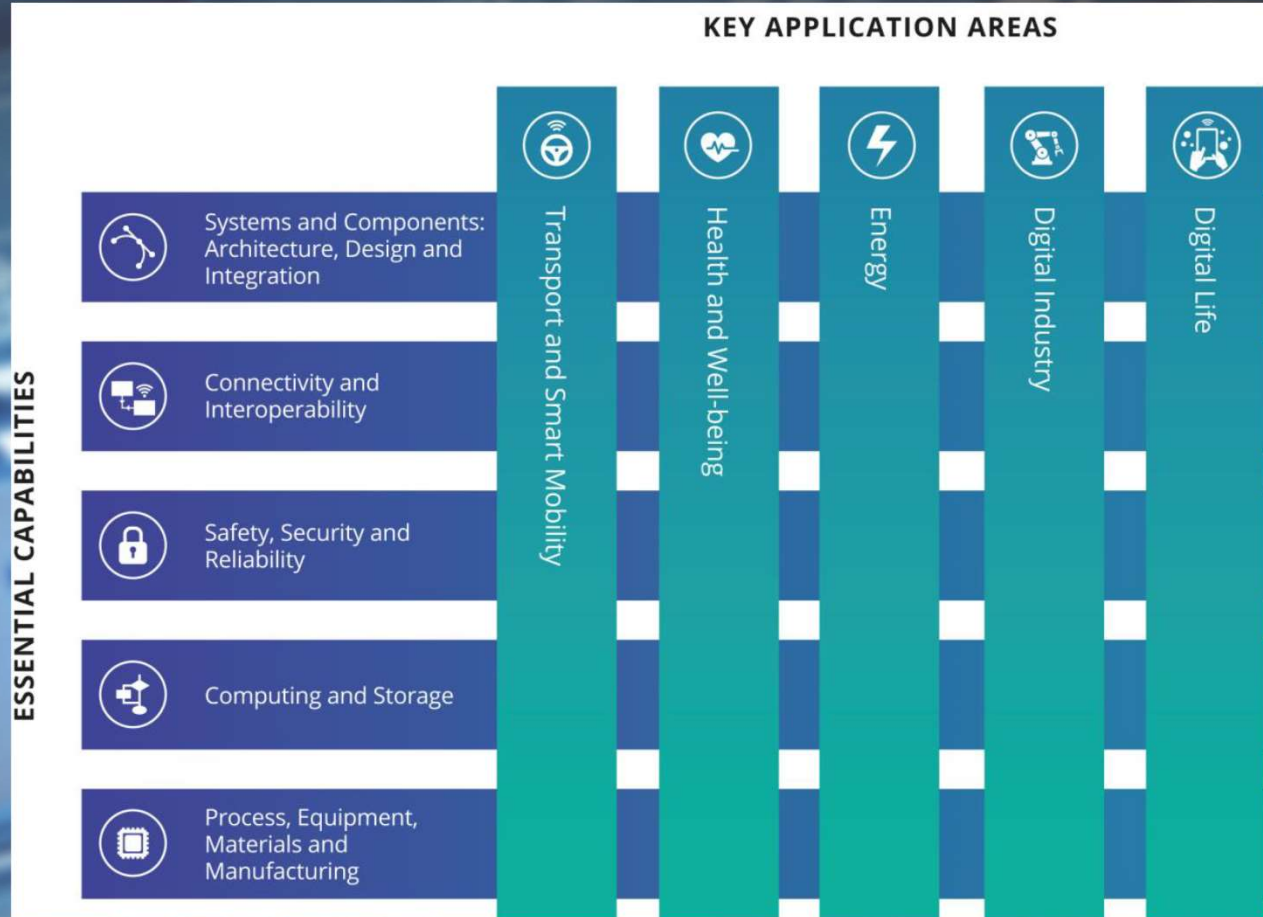 KEY APPLICATION AREAS
Transport and Smart Mobility
Health and Well-being
Energy
Digital Industry
Digital Life
ESSENTIAL CAPABILITIES
Systems and Components:
Architecture, Design and
Integration
Connectivity and
Interoperability
Safety, Security and
Reliability
Computing and Storage
Process, Equipment,
Materials and
Manufacturing